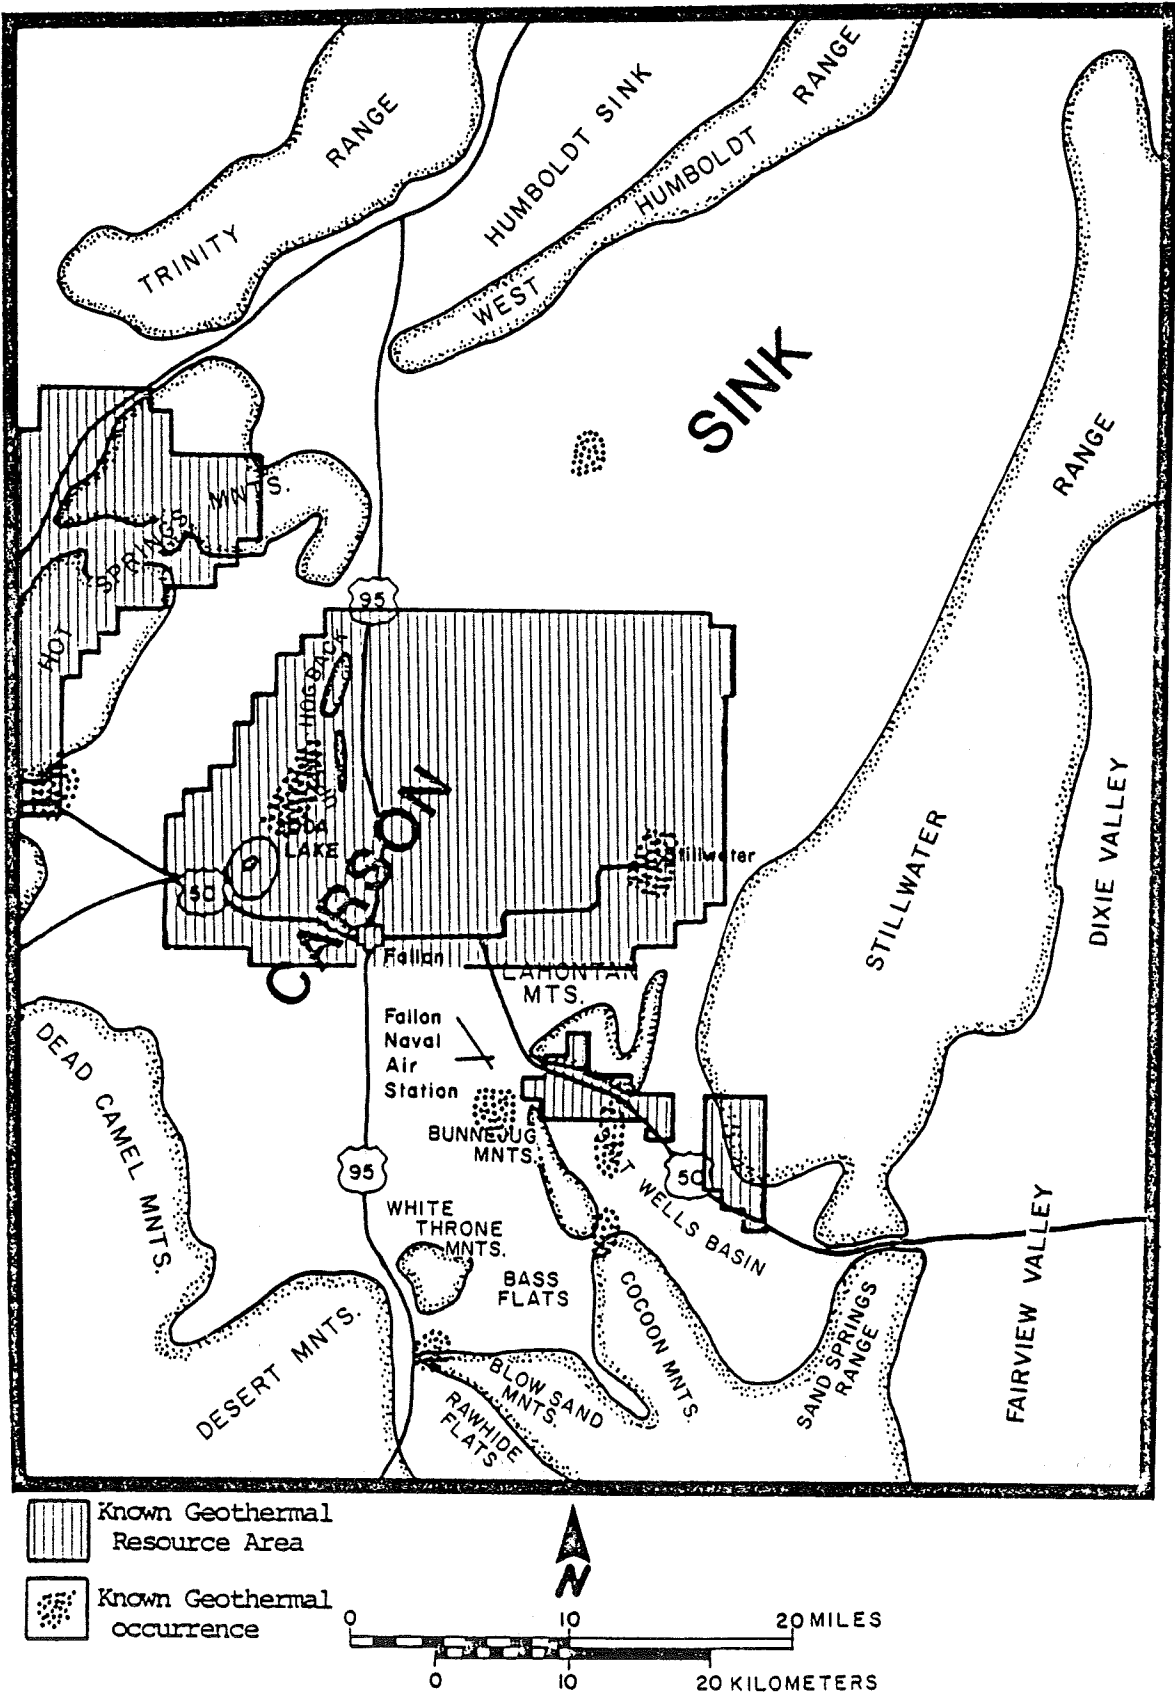 TRINITY
RANGE
HUMBOLDT SINK
WEST
HUMBOLDT
RANGE
SINK
RANGE
STILLWATER
DIXIE VALLEY
HOT
SPRINGS
MNTS.
95
HOGBACK
LAKE
CARSON
50
Stillwater
Fallon
LAHONTAN
MTS.
Fallon
Naval
Air
Station
BUNNEJUG
MNTS.
DEAD CAMEL MNTS.
95
50
WELLS BASIN
WHITE
THRONE
MNTS.
BASS
FLATS
COCOON MNTS.
SAND SPRINGS
RANGE
FAIRVIEW VALLEY
DESERT MNTS.
BLOW SAND
MNTS.
RAWHIDE
FLATS
Known Geothermal
Resource Area
Known Geothermal
occurrence
N
0 10 20 MILES
0 10 20 KILOMETERS